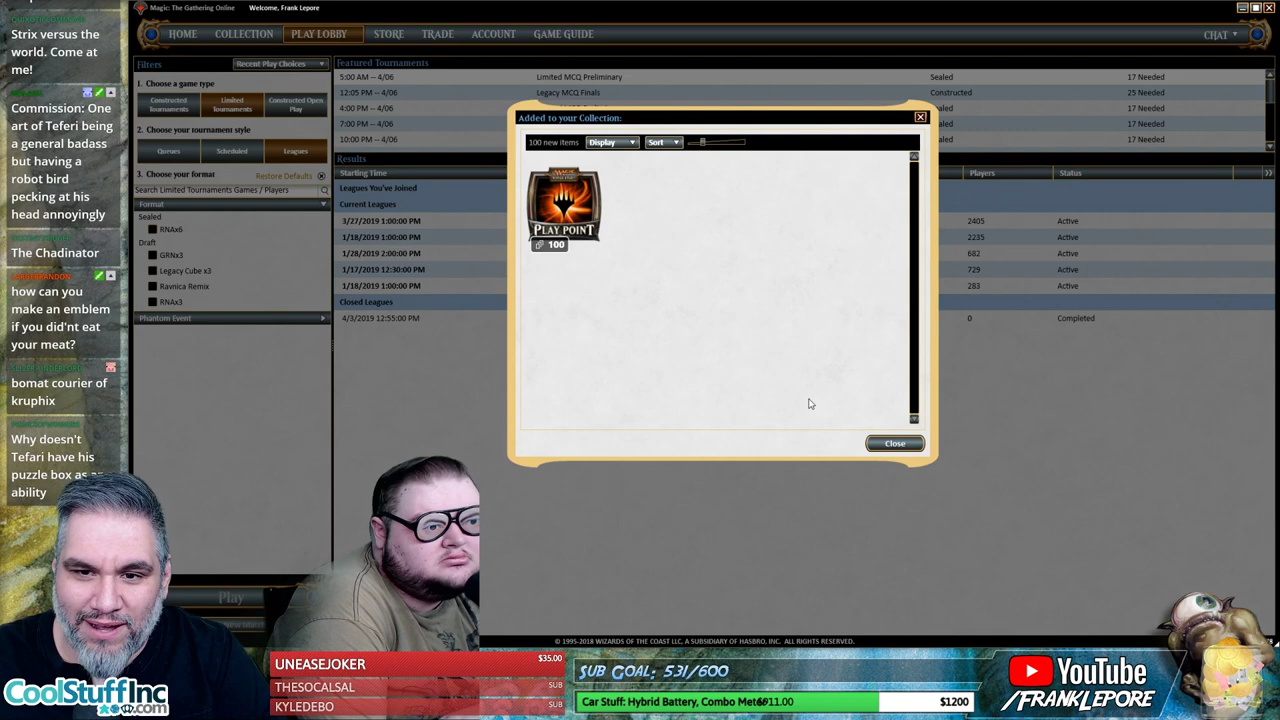 Strix versus the
world. Come at
me!
Commission: One
art of Teferi being
a general badass
but having a
robot bird
pecking at his
head annoyingly
The Chadinator
how can you
make an emblem
if you did'nt eat
your meat?
bomat courier of
kruphix
Why doesn't
Tefari have his
puzzle box as an
ability
Magic: The Gathering Online Welcome, Frank Lepore
HOME COLLECTION PLAY LOBBY STORE TRADE ACCOUNT GAME GUIDE CHAT
Filters Recent Play Choices
1. Choose a game type
Constructed Tournaments
Limited Tournaments
Constructed Open Play
2. Choose your tournament style
Queues Scheduled Leagues
3. Choose your format Restore Defaults
Search Limited Tournaments Games / Players
Format
Sealed
RNAx6
Draft
GRNx3
Legacy Cube x3
Ravnica Remix
RNAx3
Phantom Event
Play
Featured Tournaments
5:00 AM -- 4/06 Limited MCQ Preliminary Sealed 17 Needed
12:05 PM -- 4/06 Legacy MCQ Finals Constructed 25 Needed
4:00 PM -- 4/06 17 Needed
7:00 PM -- 4/06 17 Needed
10:00 PM -- 4/06 17 Needed
Results
Starting Time Players Status
Leagues You've Joined
Current Leagues
3/27/2019 1:00:00 PM 2405 Active
1/18/2019 1:00:00 PM 2235 Active
1/28/2019 2:00:00 PM 682 Active
1/17/2019 12:30:00 PM 729 Active
1/18/2019 1:00:00 PM 283 Active
Closed Leagues
4/3/2019 12:55:00 PM 0 Completed
Added to your Collection:
100 new items Display Sort
PLAY POINT
100
Close
© 1995-2018 WIZARDS OF THE COAST LLC, A SUBSIDIARY OF HASBRO, INC. ALL RIGHTS RESERVED.
CoolStuffInc
.com
UNEASEJOKER $35.00
THESOCALSAL SUB
KYLEDEBO SUB
SUB GOAL: 531/600
Car Stuff: Hybrid Battery, Combo Meter $911.00 $1200
YouTube
/FRANKLEPORE